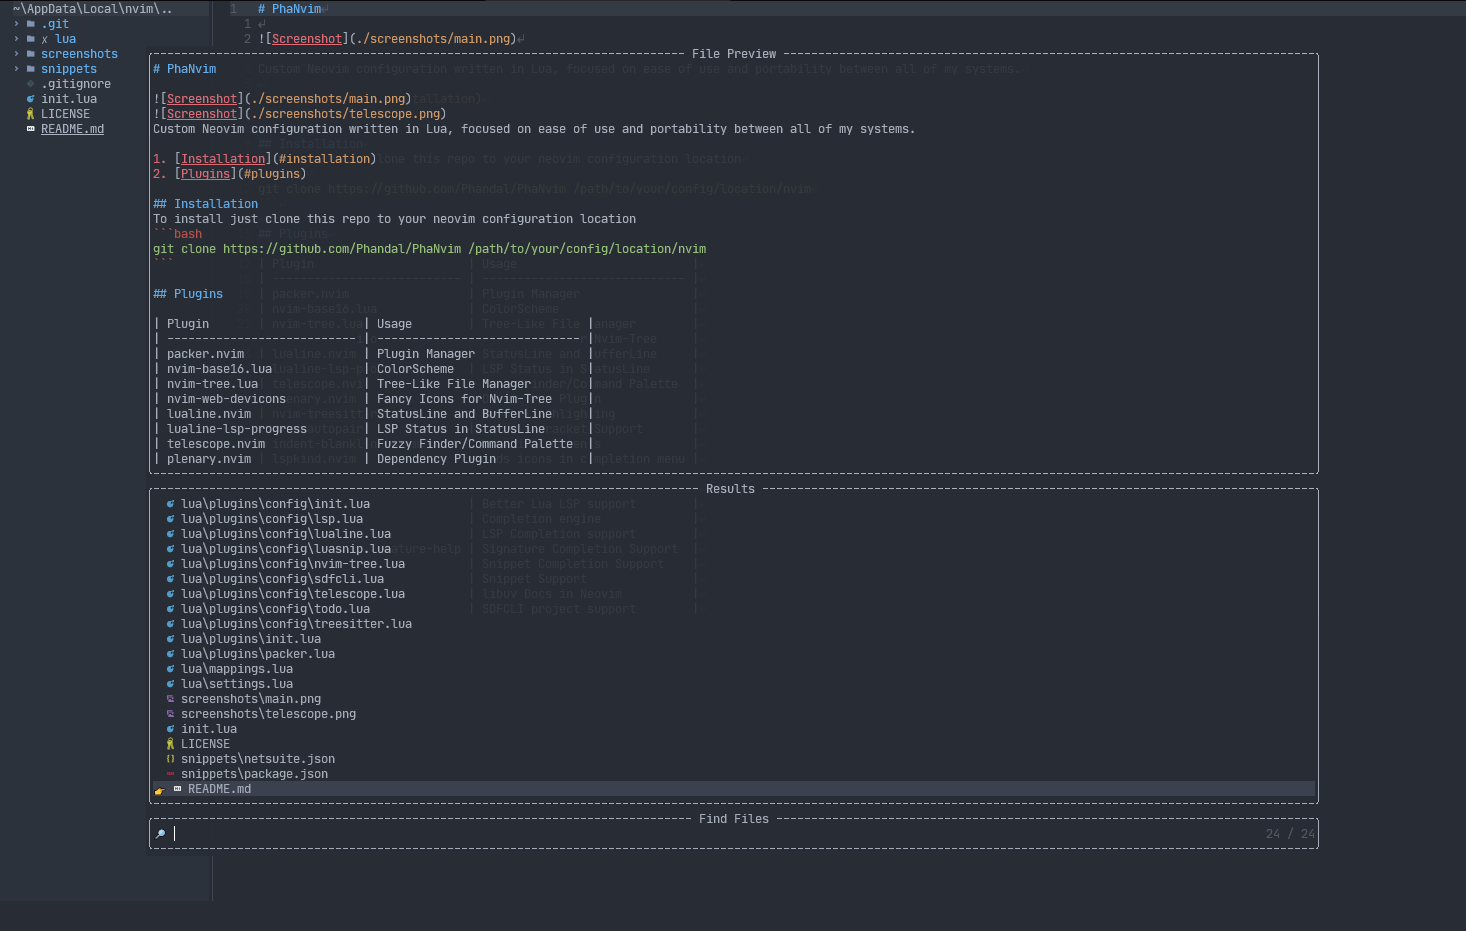 ~\AppData\Local\nvim\..
.git
✗ lua
screenshots
snippets
.gitignore
init.lua
LICENSE
README.md
1 # PhaNvim
1
2 ![Screenshot](./screenshots/main.png)
File Preview
# PhaNvim
![Screenshot](./screenshots/main.png)
![Screenshot](./screenshots/telescope.png)
Custom Neovim configuration written in Lua, focused on ease of use and portability between all of my systems.
1. [Installation](#installation)
2. [Plugins](#plugins)
## Installation
To install just clone this repo to your neovim configuration location
```bash
git clone https://github.com/Phandal/PhaNvim /path/to/your/config/location/nvim
```
## Plugins
| Plugin | Usage |
| --------------------------- | ----------------------------- |
| packer.nvim | Plugin Manager |
| nvim-base16.lua | ColorScheme |
| nvim-tree.lua | Tree-Like File Manager |
| nvim-web-devicons | Fancy Icons for Nvim-Tree |
| lualine.nvim | StatusLine and BufferLine |
| lualine-lsp-progress | LSP Status in StatusLine |
| telescope.nvim | Fuzzy Finder/Command Palette |
| plenary.nvim | Dependency Plugin |
Results
lua\plugins\config\init.lua
lua\plugins\config\lsp.lua
lua\plugins\config\lualine.lua
lua\plugins\config\luasnip.lua
lua\plugins\config\nvim-tree.lua
lua\plugins\config\sdfcli.lua
lua\plugins\config\telescope.lua
lua\plugins\config\todo.lua
lua\plugins\config\treesitter.lua
lua\plugins\init.lua
lua\plugins\packer.lua
lua\mappings.lua
lua\settings.lua
screenshots\main.png
screenshots\telescope.png
init.lua
LICENSE
snippets\netsuite.json
snippets\package.json
README.md
Find Files
24 / 24